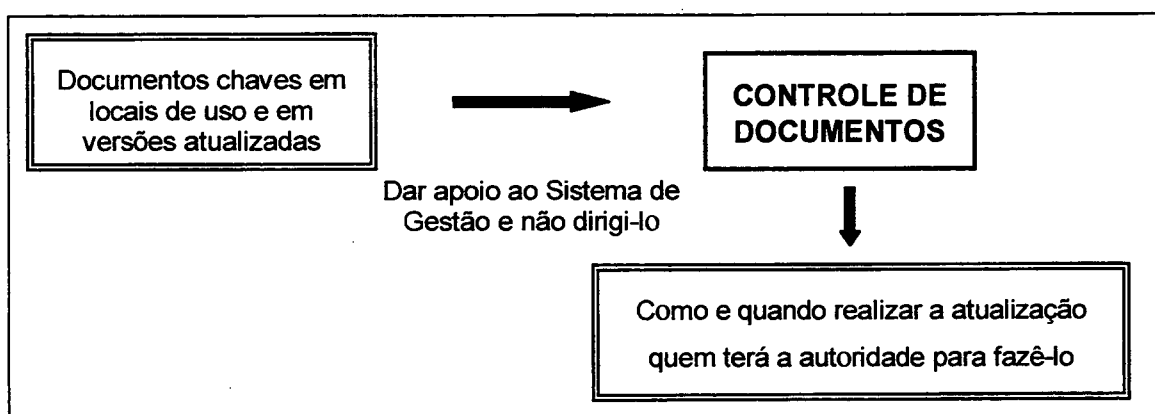 Documentos chaves em
locais de uso e em
versões atualizadas
CONTROLE DE
DOCUMENTOS
Dar apoio ao Sistema de
Gestão e não dirigi-lo
Como e quando realizar a atualização
quem terá a autoridade para fazê-lo